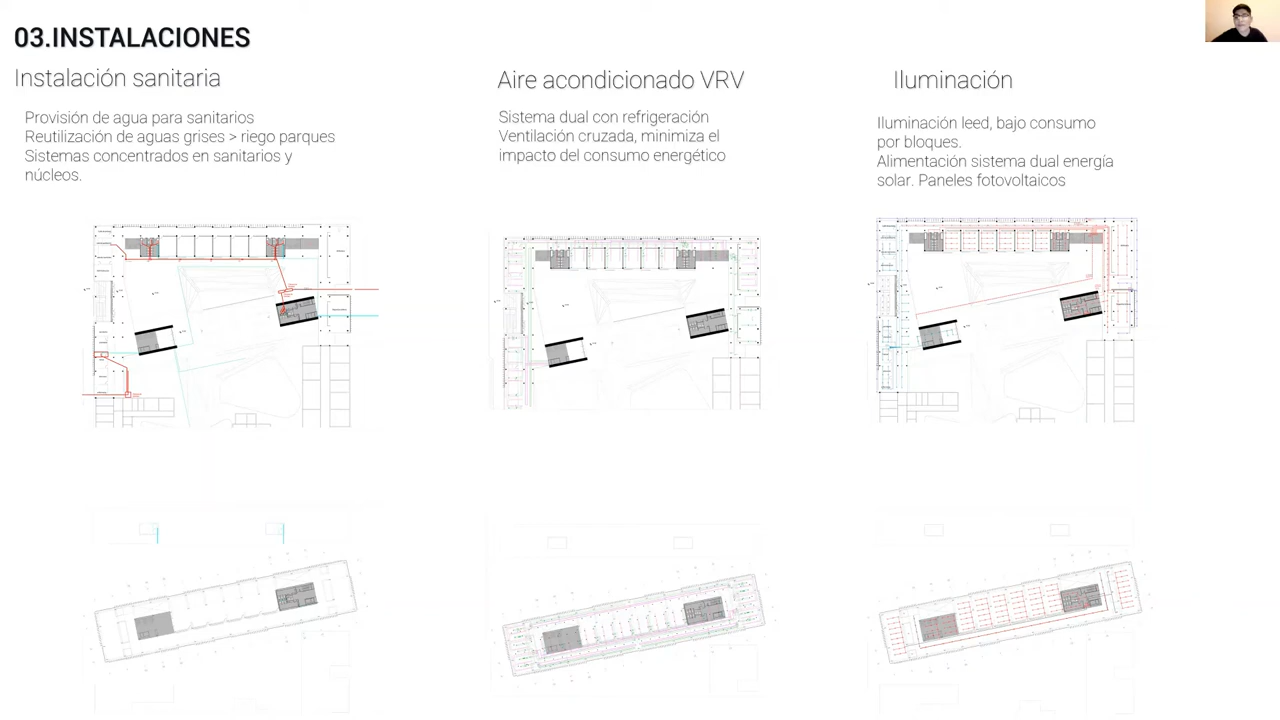 03.INSTALACIONES
Instalación sanitaria
Provisión de agua para sanitarios
Reutilización de aguas grises > riego parques
Sistemas concentrados en sanitarios y
núcleos.
Aire acondicionado VRV
Sistema dual con refrigeración
Ventilación cruzada, minimiza el
impacto del consumo energético
Iluminación
Iluminación leed, bajo consumo
por bloques.
Alimentación sistema dual energía
solar. Paneles fotovoltaicos